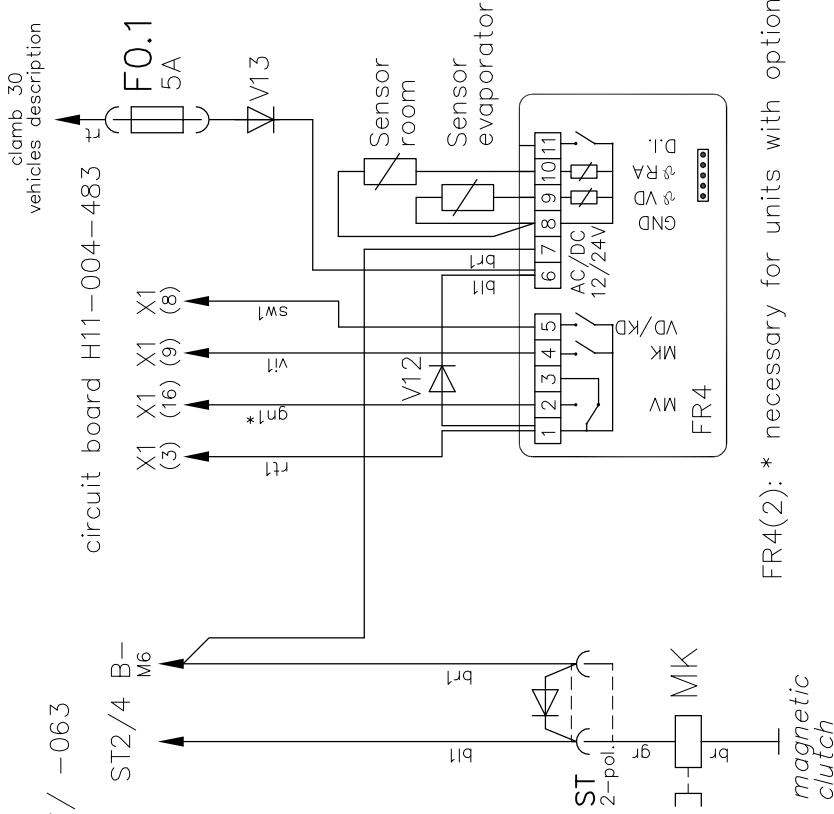 clamb 30
vehicles description
rt
F0.1
5A
V13
circuit board H11-004-483
X1
(3)
X1
(16)
X1
(9)
X1
(8)
rt1
gn1*
vi1
sw1
V12
bl1
br1
Sensor
room
Sensor
evaporator
1
2
3
4
5
6
7
8
9
10
11
AC/DC
12/24V
MV
MK
VD/KD
GND
ϑ VD
ϑ RA
D.I.
FR4
FR4(2): * necessary for units with option
/ -063
ST2/4
B-
M6
bl1
br1
ST
2-pol.
gr
MK
br
magnetic
clutch